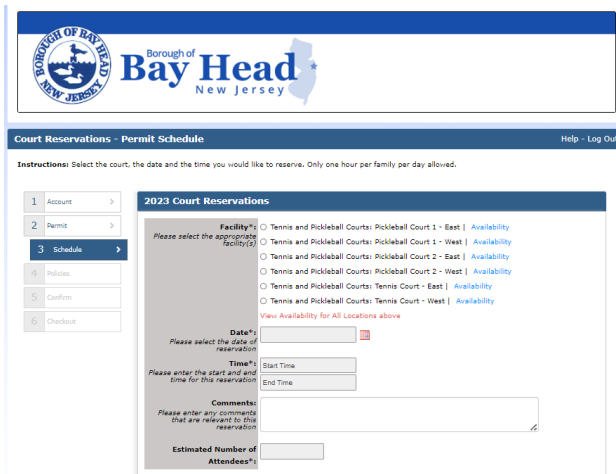 BOROUGH OF BAY HEAD
NEW JERSEY
Borough of
Bay Head
New Jersey
Court Reservations - Permit Schedule
Help - Log Out
Instructions: Select the court, the date and the time you would like to reserve. Only one hour per family per day allowed.
1 Account >
2 Permit >
3 Schedule >
4 Policies
5 Confirm
6 Checkout
2023 Court Reservations
Facility*:
Please select the appropriate
facility(s)
Tennis and Pickleball Courts: Pickleball Court 1 - East | Availability
Tennis and Pickleball Courts: Pickleball Court 1 - West | Availability
Tennis and Pickleball Courts: Pickleball Court 2 - East | Availability
Tennis and Pickleball Courts: Pickleball Court 2 - West | Availability
Tennis and Pickleball Courts: Tennis Court - East | Availability
Tennis and Pickleball Courts: Tennis Court - West | Availability
View Availability for All Locations above
Date*:
Please select the date of
reservation
Time*:
Please enter the start and end
time for this reservation
Start Time
End Time
Comments:
Please enter any comments
that are relevant to this
reservation
Estimated Number of
Attendees*: